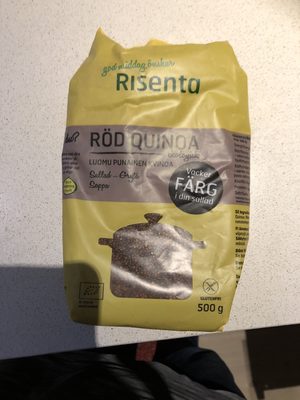 god middag önskar
Risenta
RÖD QUINOA
ekologisk
LUOMU PUNAINEN KVINOA
Sallad - Gryta
Soppa
Vacker
FÄRG
i din sallad
GLUTENFRI
500 g